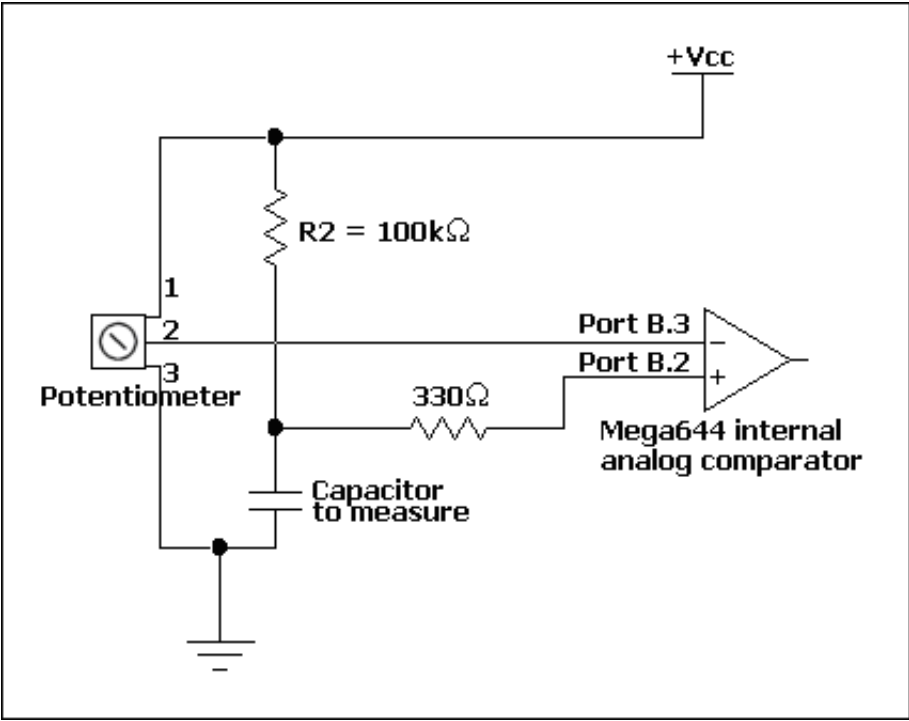 +Vcc
R2 = 100kΩ
1
2
3
Potentiometer
Port B.3
Port B.2
−
+
330Ω
Mega644 internal
analog comparator
Capacitor
to measure